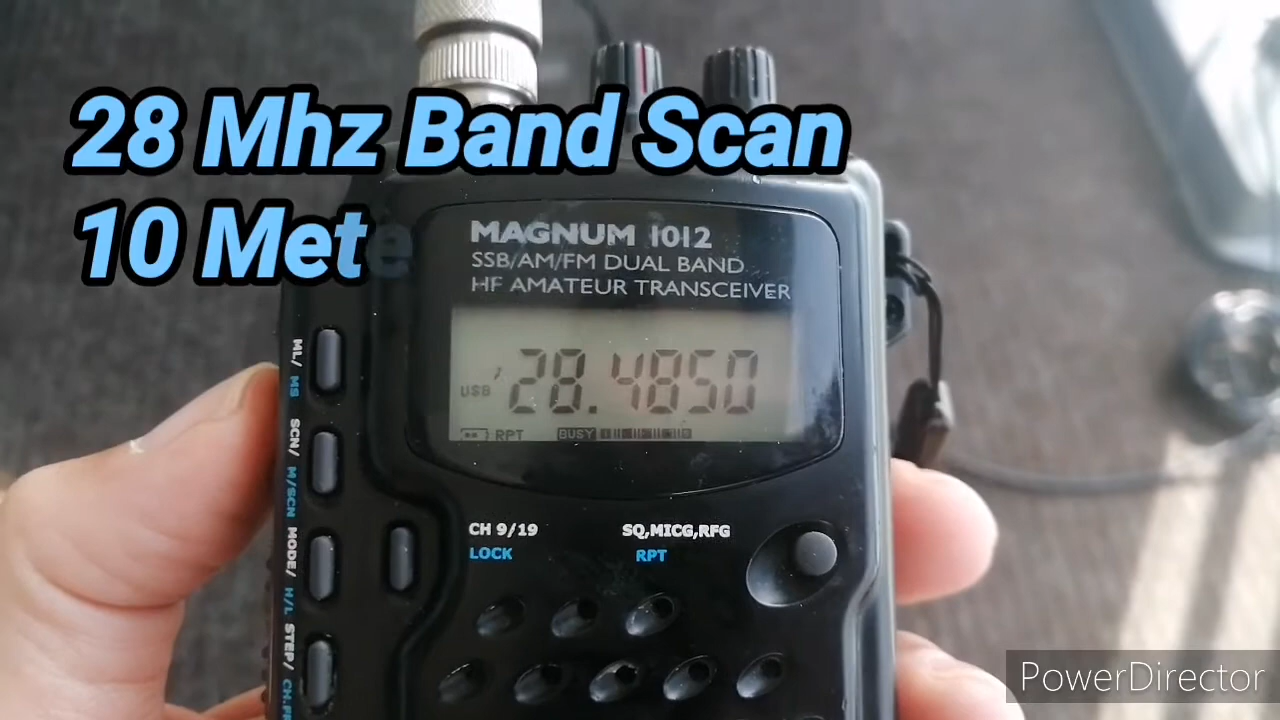 28 Mhz Band Scan
10 Mete
MAGNUM 1012
SSB/AM/FM DUAL BAND
HF AMATEUR TRANSCEIVER
28.4850
USB
RPT BUSY
ML/ MS
SCN/ M/SCN
MODE/ N/L
STEP/
CH 9/19
LOCK
SQ,MICG,RFG
RPT
PowerDirector